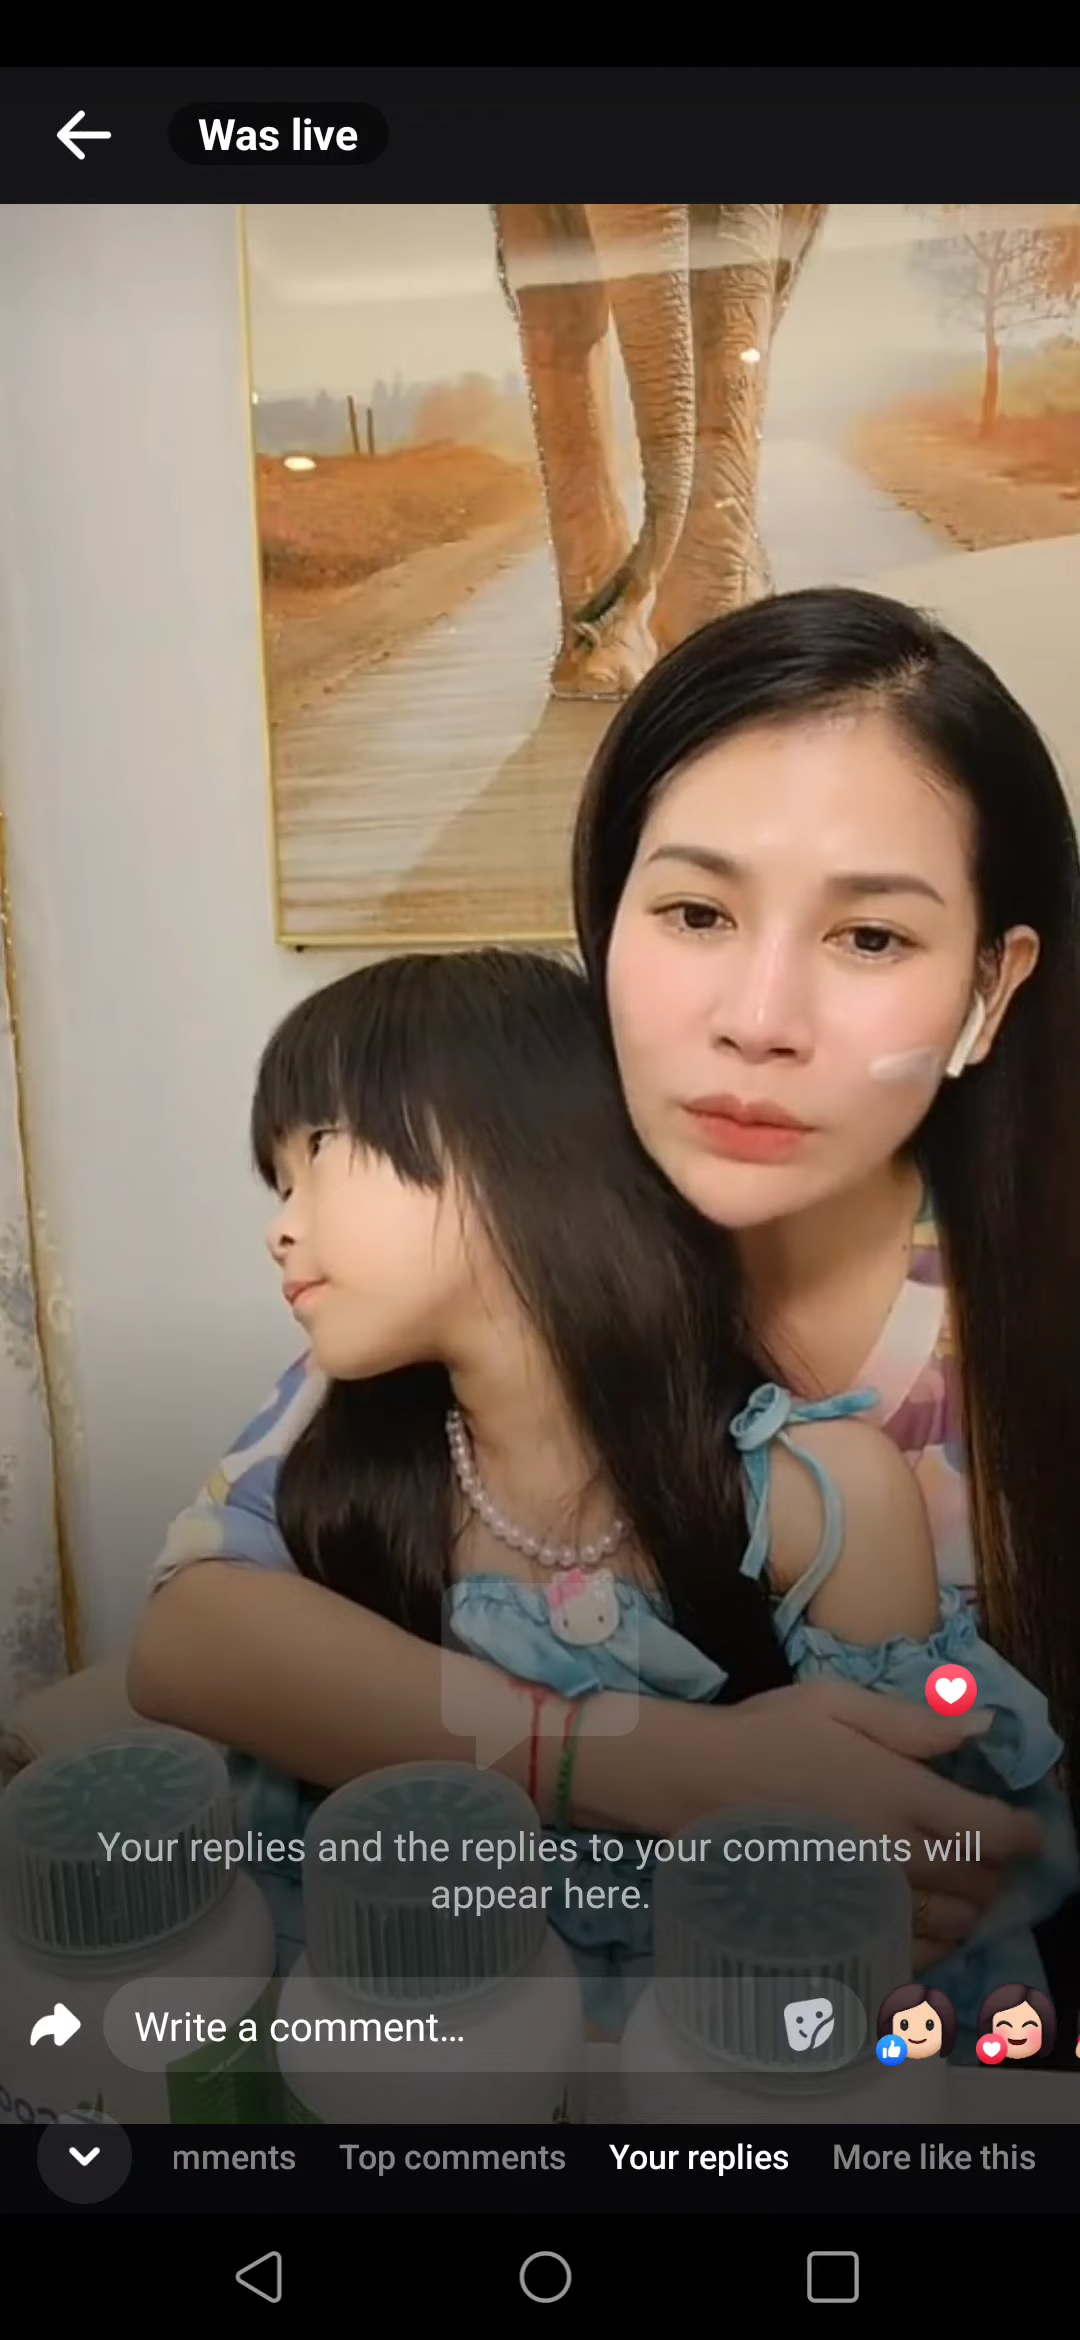 Was live
Your replies and the replies to your comments will
appear here.
Write a comment...
mments
Top comments
Your replies
More like this